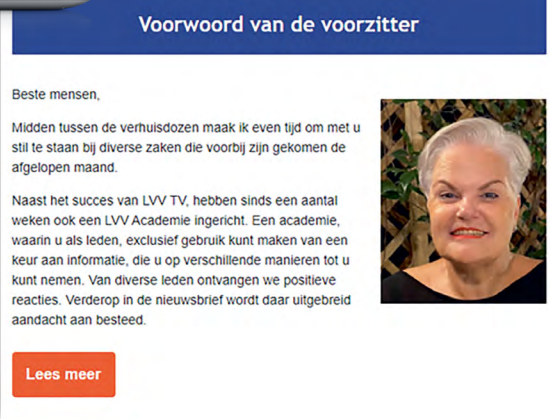 Voorwoord van de voorzitter
Beste mensen,
Midden tussen de verhuisdozen maak ik even tijd om met u
stil te staan bij diverse zaken die voorbij zijn gekomen de
afgelopen maand.
Naast het succes van LVV TV, hebben sinds een aantal
weken ook een LVV Academie ingericht. Een academie,
waarin u als leden, exclusief gebruik kunt maken van een
keur aan informatie, die u op verschillende manieren tot u
kunt nemen. Van diverse leden ontvangen we positieve
reacties. Verderop in de nieuwsbrief wordt daar uitgebreid
aandacht aan besteed.
Lees meer